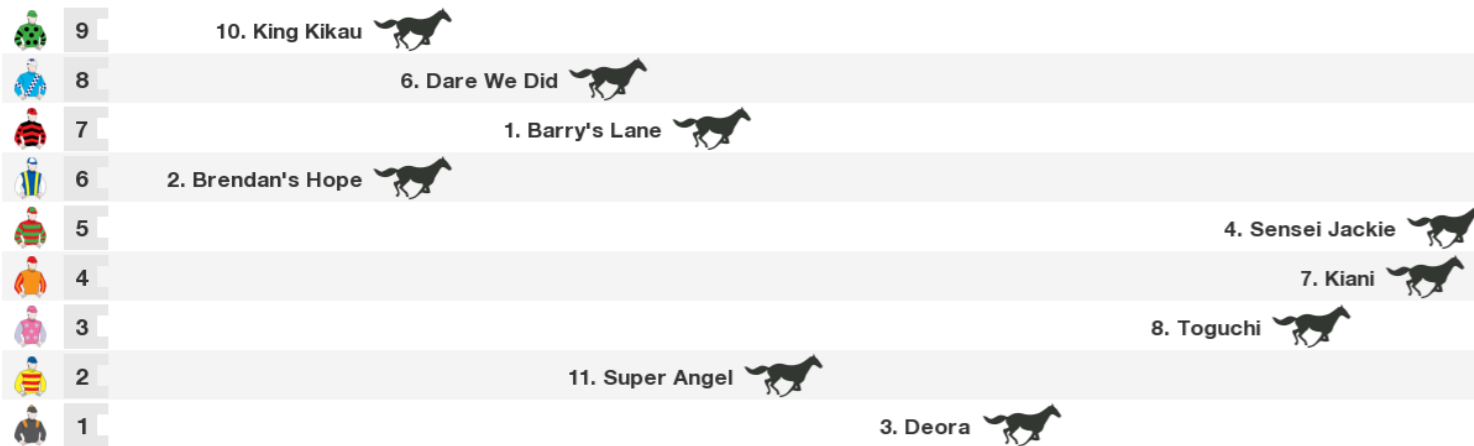 9 10. King Kikau
8 6. Dare We Did
7 1. Barry's Lane
6 2. Brendan's Hope
5 4. Sensei Jackie
4 7. Kiani
3 8. Toguchi
2 11. Super Angel
1 3. Deora